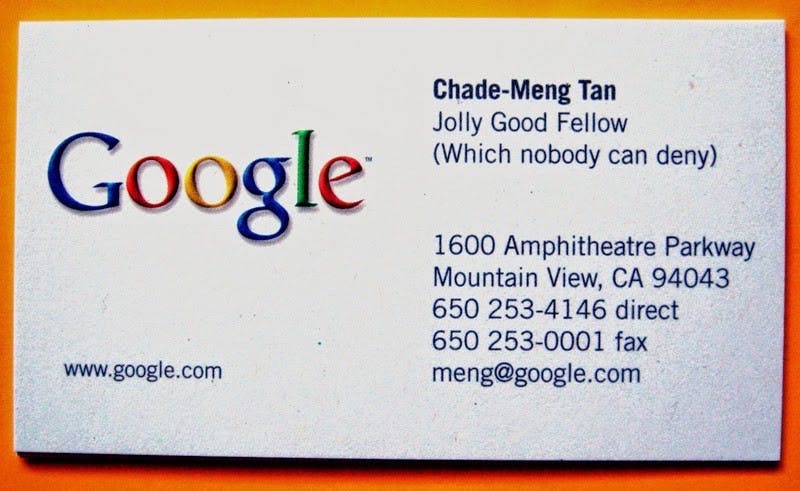 Google™
www.google.com
Chade-Meng Tan
Jolly Good Fellow
(Which nobody can deny)
1600 Amphitheatre Parkway
Mountain View, CA 94043
650 253-4146 direct
650 253-0001 fax
meng@google.com